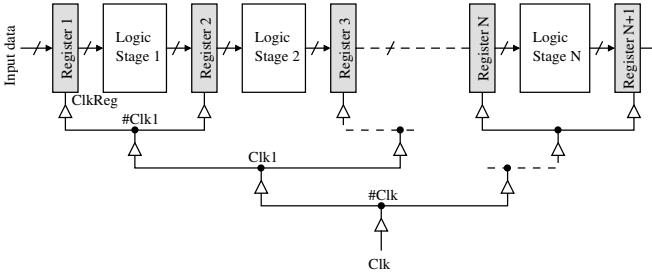 Input data
Register 1
Logic
Stage 1
Register 2
Logic
Stage 2
Register 3
Register N
Logic
Stage N
Register N+1
ClkReg
#Clk1
Clk1
#Clk
Clk